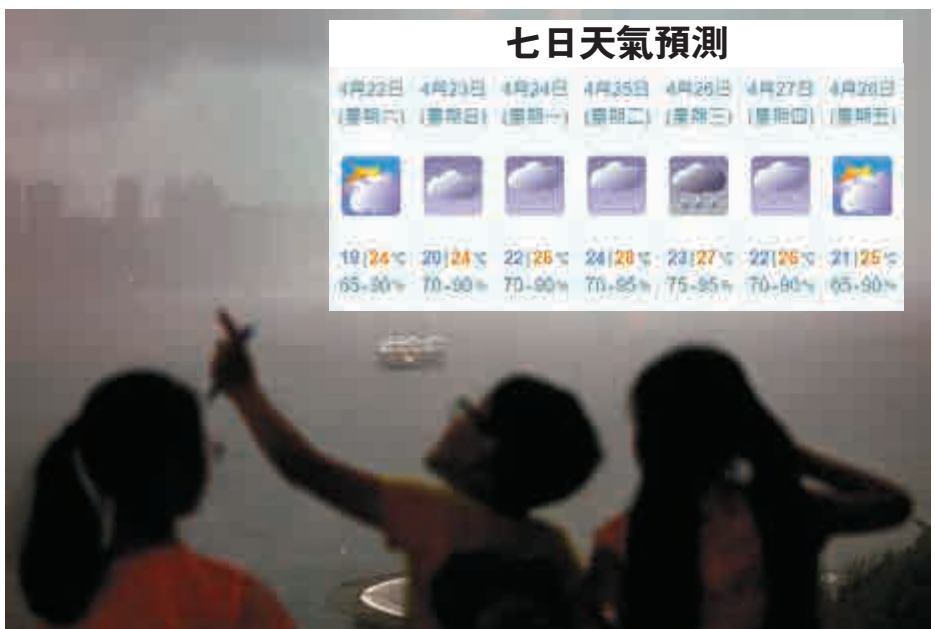 七日天氣預測
4月22日 4月23日 4月24日 4月25日 4月26日 4月27日 4月28日
(星期六) (星期日) (星期一) (星期二) (星期三) (星期四) (星期五)
19|24℃ 20|24℃ 22|26℃ 24|28℃ 23|27℃ 22|26℃ 21|25℃
65-90% 70-90% 70-90% 70-95% 75-95% 70-90% 65-90%